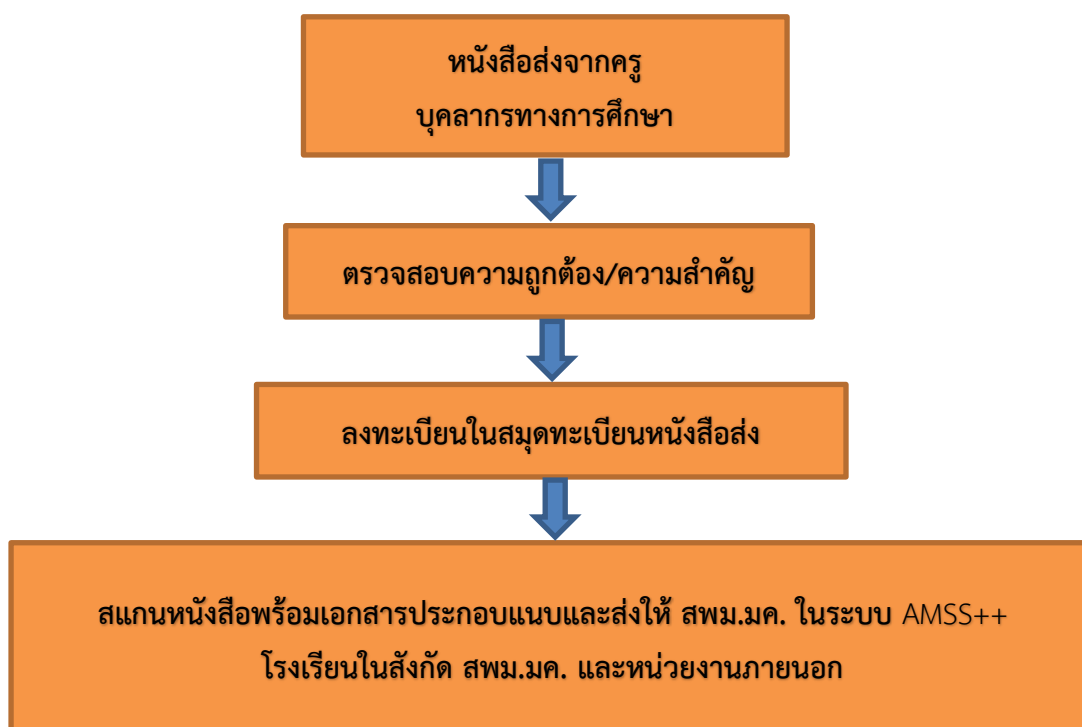 หนังสือส่งจากครู
บุคลากรทางการศึกษา
ตรวจสอบความถูกต้อง/ความสำคัญ
ลงทะเบียนในสมุดทะเบียนหนังสือส่ง
สแกนหนังสือพร้อมเอกสารประกอบแนบและส่งให้ สพม.มค. ในระบบ AMSS++
โรงเรียนในสังกัด สพม.มค. และหน่วยงานภายนอก